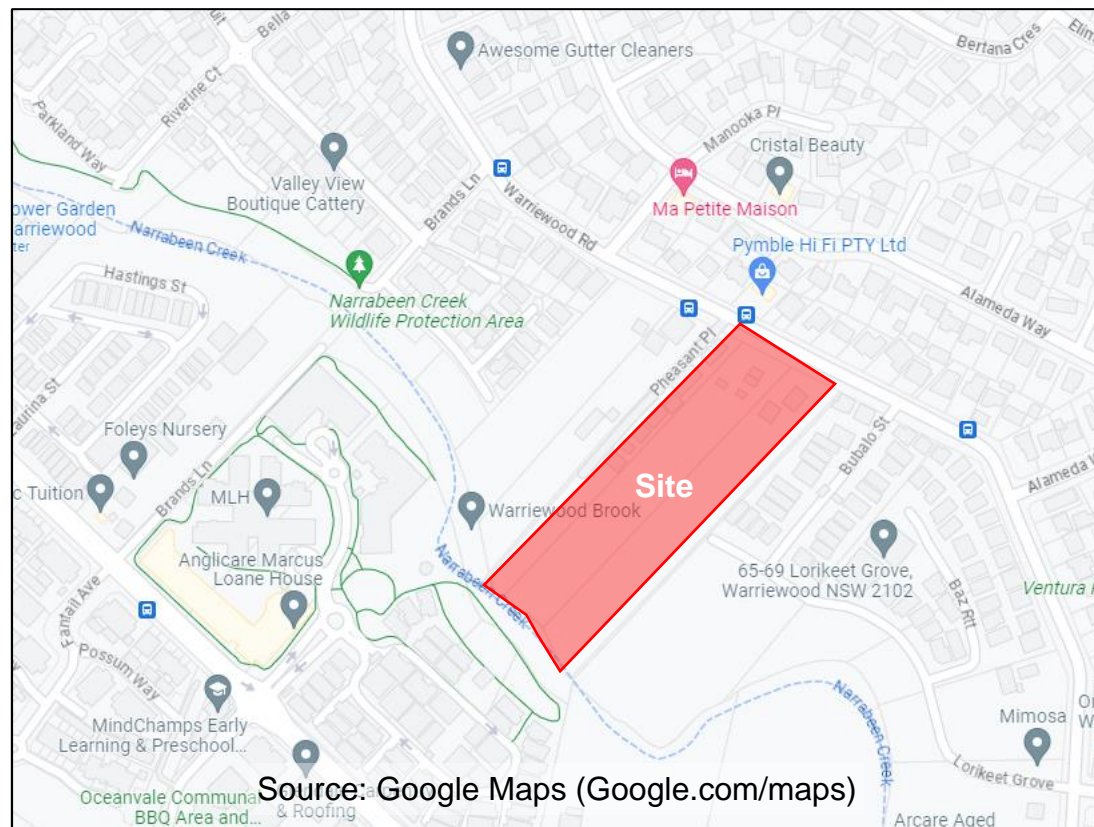 Bella
Bertana Cres
Awesome Gutter Cleaners
Riverine Ct
Parkland Way
Manooka Pl
Cristal Beauty
Valley View
Boutique Cattery
Brands Ln
Warriewood Rd
Ma Petite Maison
Narrabeen Creek
Pymble Hi Fi PTY Ltd
Hastings St
Narrabeen Creek
Wildlife Protection Area
Alameda Way
Pheasant Pl
Laurina St
Foleys Nursery
Bubalo St
Alameda W
Brands Ln
MLH
Site
Tuition
Warriewood Brook
Anglicare Marcus
Loane House
Narrabeen Creek
65-69 Lorikeet Grove,
Warriewood NSW 2102
Baz Rtt
Ventura
Fantail Ave
Possum Way
Narrabeen Creek
MindChamps Early
Learning & Preschool...
Mimosa
Lorikeet Grove
Source: Google Maps (Google.com/maps)
Oceanvale Communal
BBQ Area and...
& Roofing
Arcare Aged